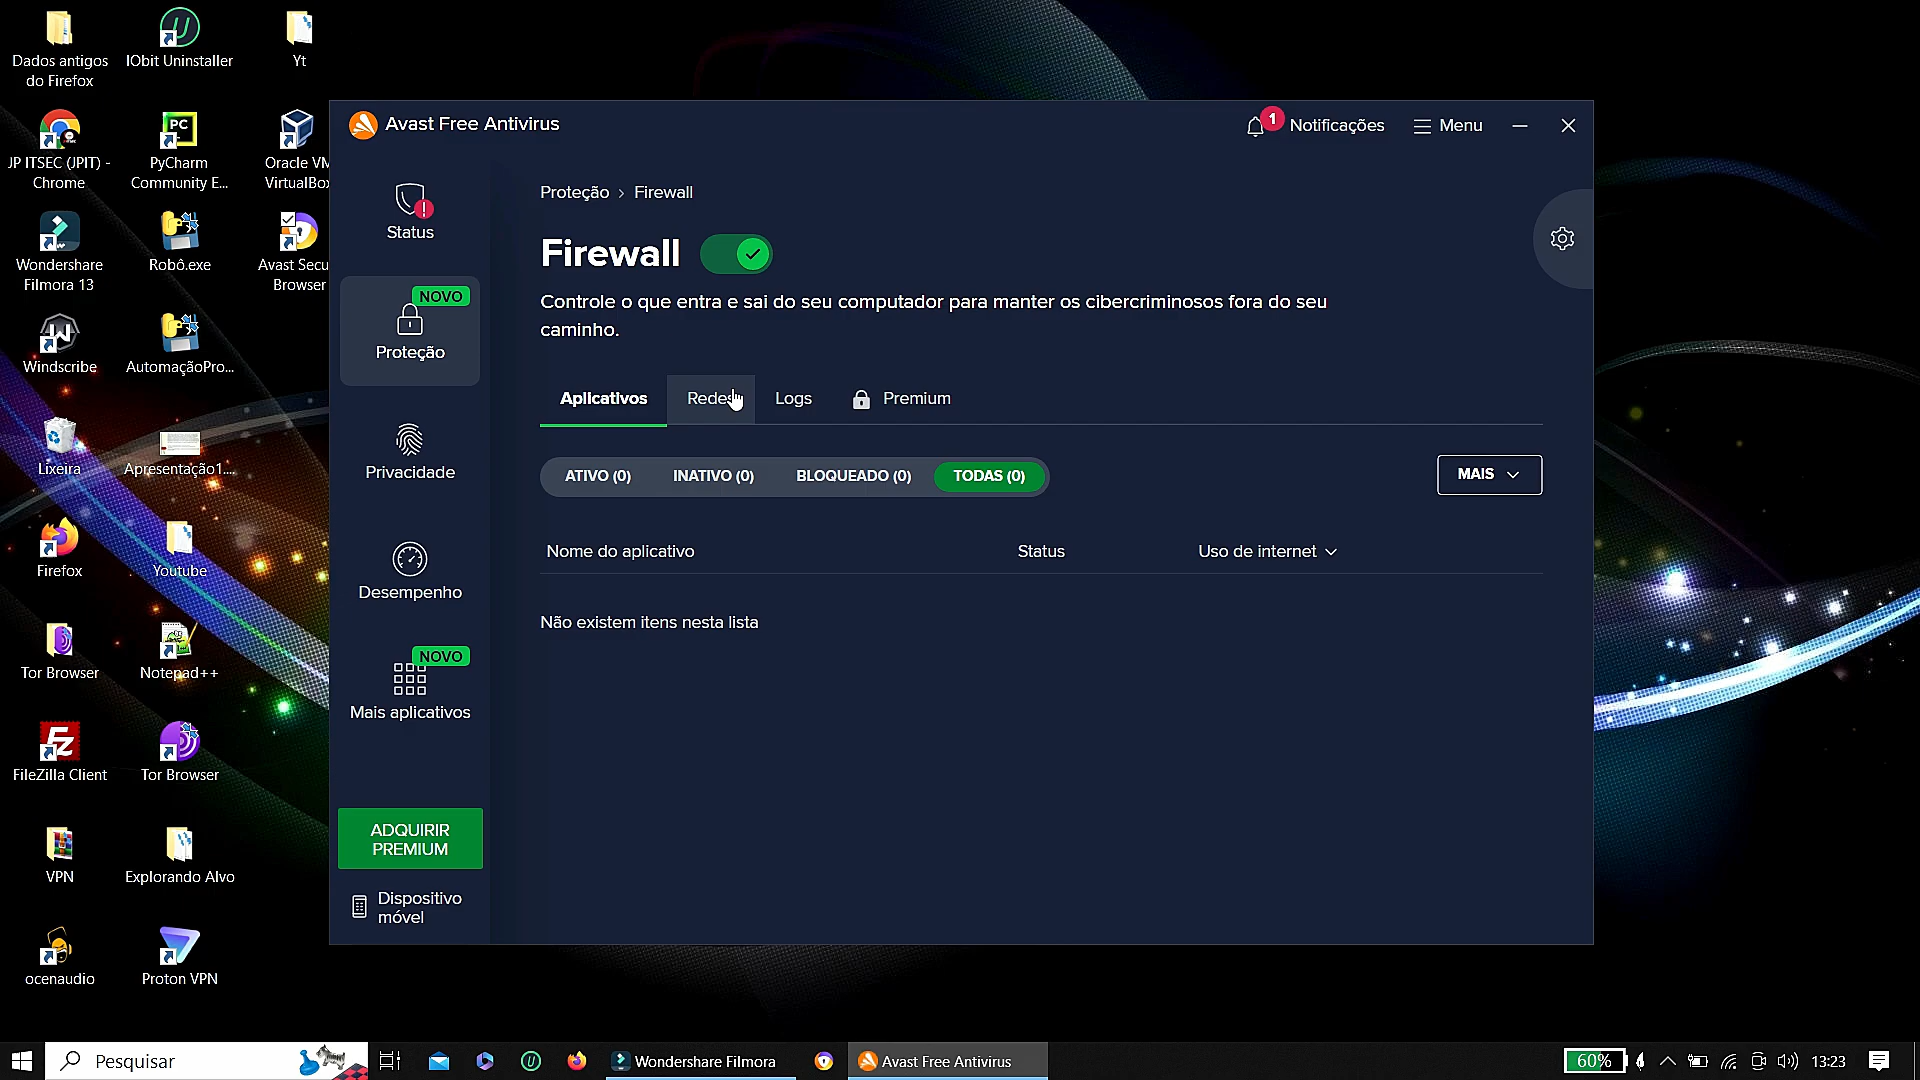 Dados antigos
do Firefox
IObit Uninstaller
Yt
JP ITSEC (JPIT) -
Chrome
PyCharm
Community E...
Oracle VM
VirtualBox
Wondershare
Filmora 13
Robô.exe
Avast Secu
Browser
Windscribe
AutomaçãoPro...
Lixeira
Apresentação1....
Firefox
Youtube
Tor Browser
Notepad++
FileZilla Client
Tor Browser
VPN
Explorando Alvo
ocenaudio
Proton VPN
Avast Free Antivirus
1
Notificações
Menu
Status
NOVO
Proteção
Privacidade
Desempenho
NOVO
Mais aplicativos
ADQUIRIR
PREMIUM
Dispositivo
móvel
Proteção › Firewall
Firewall
Controle o que entra e sai do seu computador para manter os cibercriminosos fora do seu
caminho.
Aplicativos Redes Logs Premium
ATIVO (0) INATIVO (0) BLOQUEADO (0) TODAS (0)
MAIS
Nome do aplicativo Status Uso de internet
Não existem itens nesta lista
Pesquisar
Wondershare Filmora
Avast Free Antivirus
60%
13:23